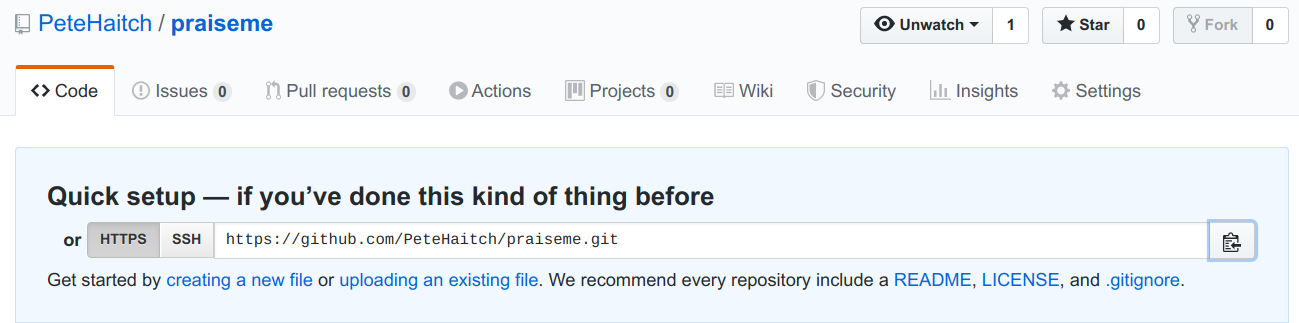 PeteHaitch / praiseme
Unwatch 1 Star 0 Fork 0
Code Issues 0 Pull requests 0 Actions Projects 0 Wiki Security Insights Settings
Quick setup — if you’ve done this kind of thing before
or HTTPS SSH https://github.com/PeteHaitch/praiseme.git
Get started by creating a new file or uploading an existing file. We recommend every repository include a README, LICENSE, and .gitignore.